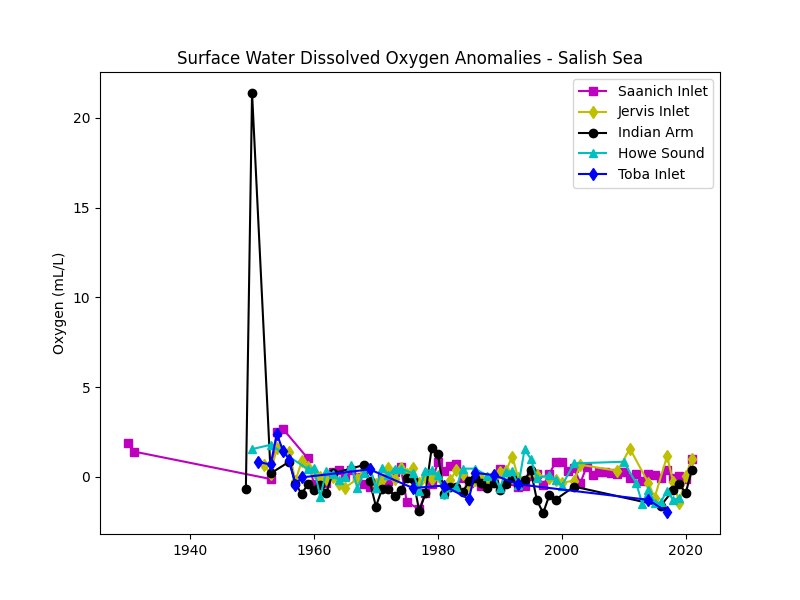 Surface Water Dissolved Oxygen Anomalies - Salish Sea
Saanich Inlet
Jervis Inlet
Indian Arm
Howe Sound
Toba Inlet
Oxygen (mL/L)
20
15
10
5
0
1940 1960 1980 2000 2020